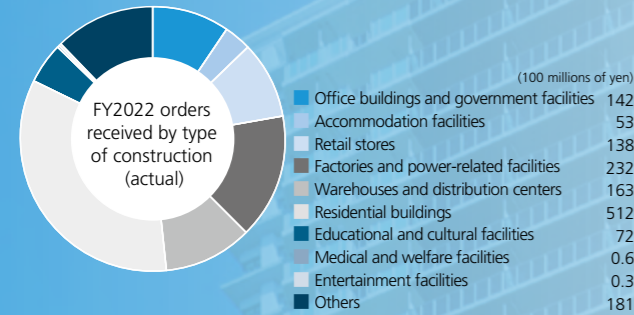 FY2022 orders
received by type
of construction
(actual)
(100 millions of yen)
Office buildings and government facilities 142
Accommodation facilities 53
Retail stores 138
Factories and power-related facilities 232
Warehouses and distribution centers 163
Residential buildings 512
Educational and cultural facilities 72
Medical and welfare facilities 0.6
Entertainment facilities 0.3
Others 181